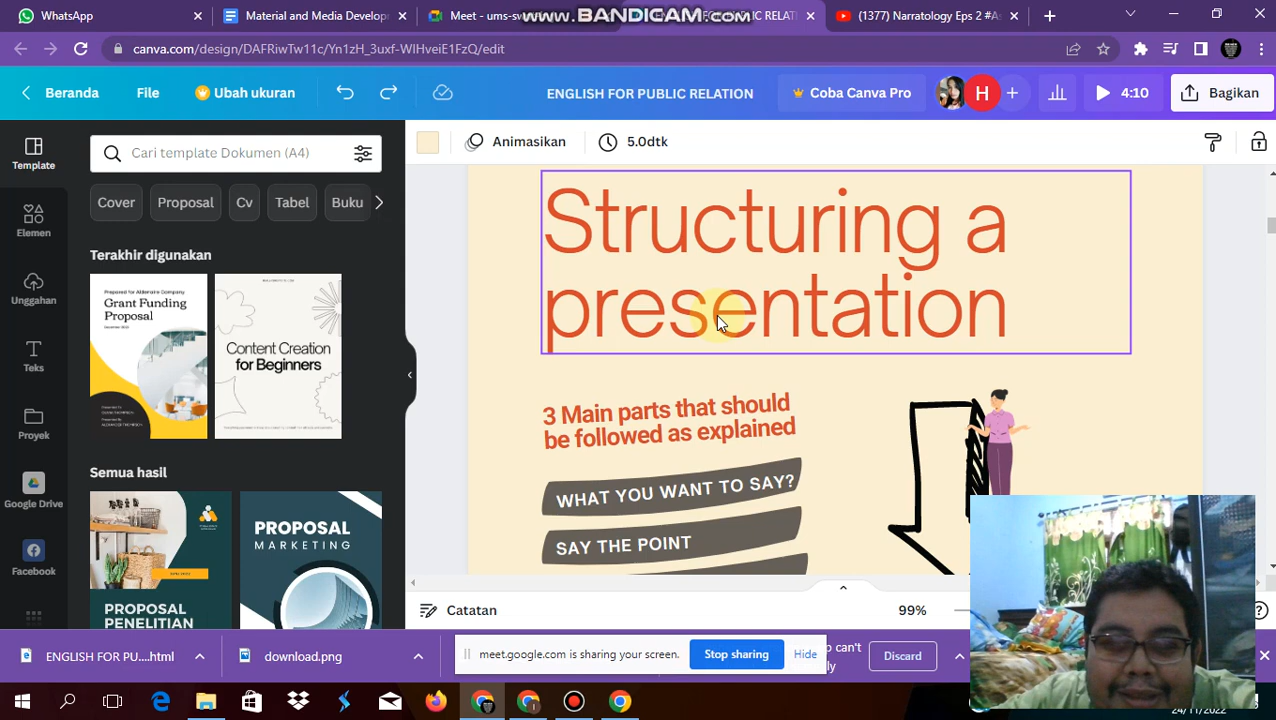 WhatsApp
Material and Media Develop
Meet - ums-sw
www.BANDICAM.com
RELAT
(1377) Narratology Eps 2 #A
canva.com/design/DAFRiwTw11c/Yn1zH_3uxf-WIHveiE1FzQ/edit
Beranda
File
Ubah ukuran
ENGLISH FOR PUBLIC RELATION
Coba Canva Pro
H
4:10
Bagikan
Template
Cari template Dokumen (A4)
Animasikan
5.0dtk
Cover
Proposal
Cv
Tabel
Buku
Elemen
Unggahan
Teks
Proyek
Google Drive
Facebook
Terakhir digunakan
Grant Funding
Proposal
Content Creation
for Beginners
Semua hasil
PROPOSAL
PENELITIAN
PROPOSAL
MARKETING
Structuring a
presentation
3 Main parts that should
be followed as explained
WHAT YOU WANT TO SAY?
SAY THE POINT
Catatan
99%
ENGLISH FOR PU....html
download.png
meet.google.com is sharing your screen.
Stop sharing
Hide
o can't
ly
Discard
24/11/2022